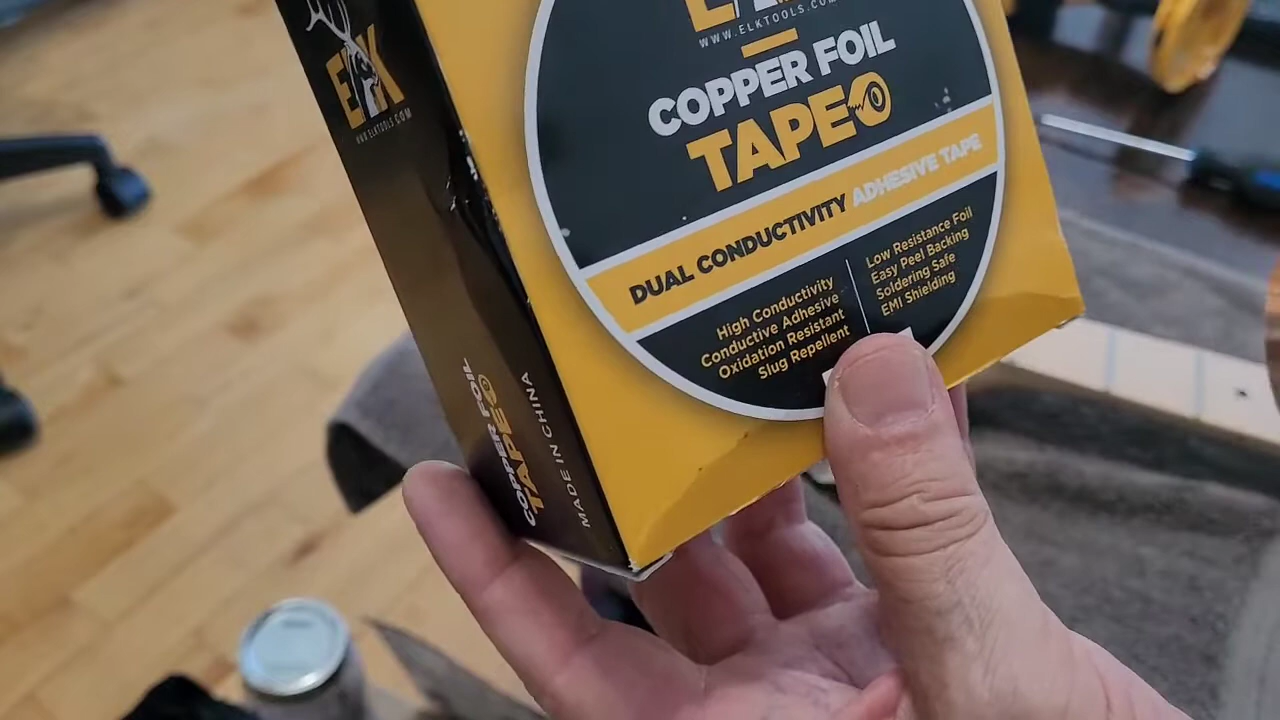 ELK
WWW.ELKTOOLS.COM
WWW.ELKTOOLS.COM
COPPER FOIL
TAPE
DUAL CONDUCTIVITY ADHESIVE TAPE
High Conductivity
Conductive Adhesive
Oxidation Resistant
Slug Repellent
Low Resistance Foil
Easy Peel Backing
Soldering Safe
EMI Shielding
COPPER FOIL
TAPE
MADE IN CHINA